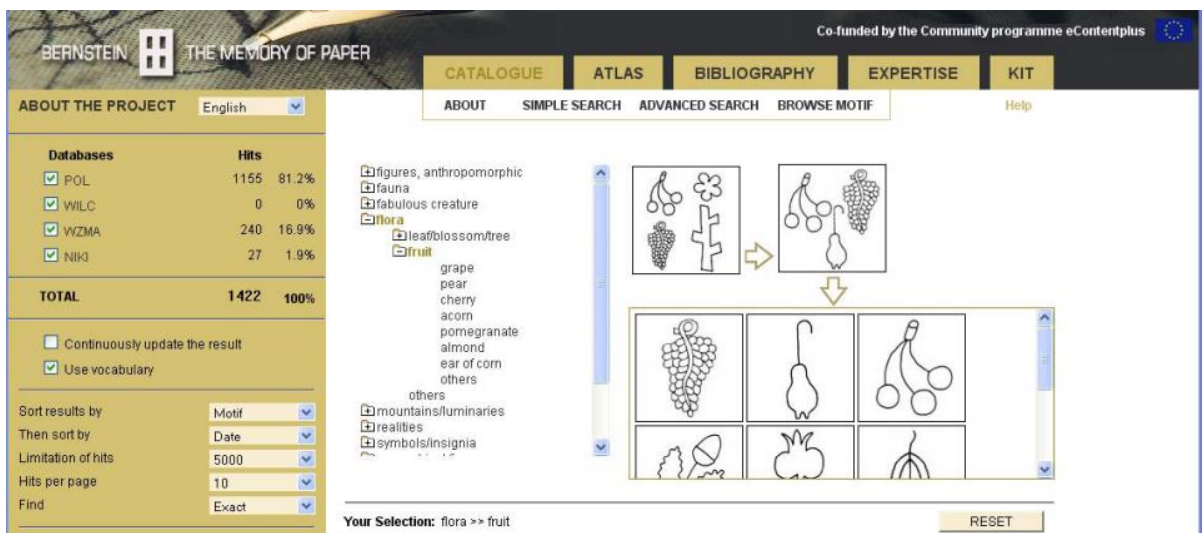 Co-funded by the Community programme eContentplus
BERNSTEIN THE MEMORY OF PAPER
CATALOGUE ATLAS BIBLIOGRAPHY EXPERTISE KIT
ABOUT THE PROJECT English
ABOUT SIMPLE SEARCH ADVANCED SEARCH BROWSE MOTIF Help
Databases Hits
POL 1155 81.2%
WILC 0 0%
WZMA 240 16.9%
NIKI 27 1.9%
TOTAL 1422 100%
Continuously update the result
Use vocabulary
Sort results by Motif
Then sort by Date
Limitation of hits 5000
Hits per page 10
Find Exact
figures, anthropomorphic
fauna
fabulous creature
flora
leaf/blossom/tree
fruit
grape
pear
cherry
acorn
pomegranate
almond
ear of corn
others
others
mountains/luminaries
realities
symbols/insignia
Your Selection: flora >> fruit
RESET